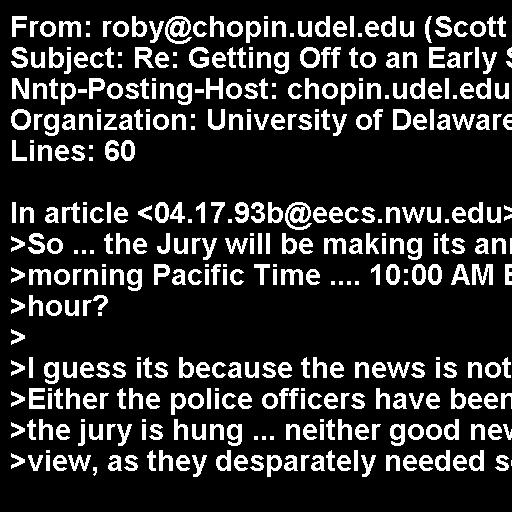 From: roby@chopin.udel.edu (Scott
Subject: Re: Getting Off to an Early
Nntp-Posting-Host: chopin.udel.edu
Organization: University of Delaware
Lines: 60

In article <04.17.93b@eecs.nwu.edu>
>So ... the Jury will be making its
>morning Pacific Time .... 10:00 AM
>hour?
>
>I guess its because the news is not
>Either the police officers have been
>the jury is hung ... neither good
>view, as they desparately needed